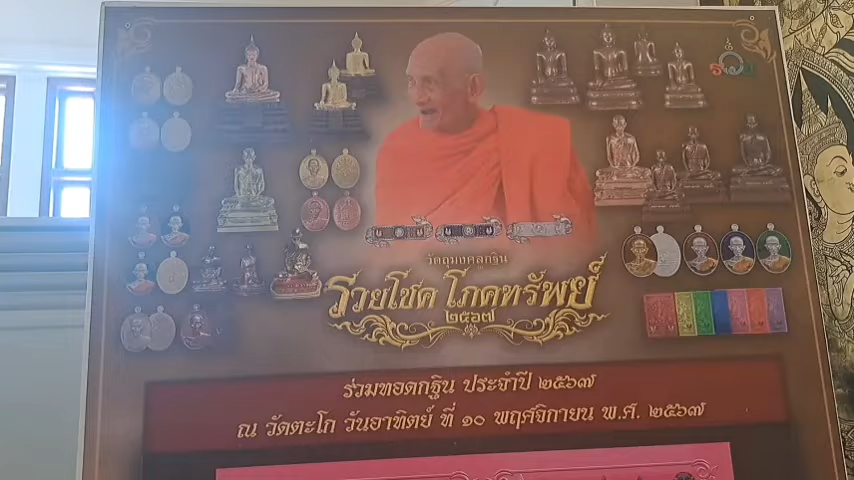 รวย
วัตถุมงคลกฐิน
รวยโชค โภคทรัพย์
๒๕๖๗
ร่วมทอดกฐิน ประจำปี ๒๕๖๗
ณ วัดตะโก วันอาทิตย์ ที่ ๑๐ พฤศจิกายน พ.ศ. ๒๕๖๗